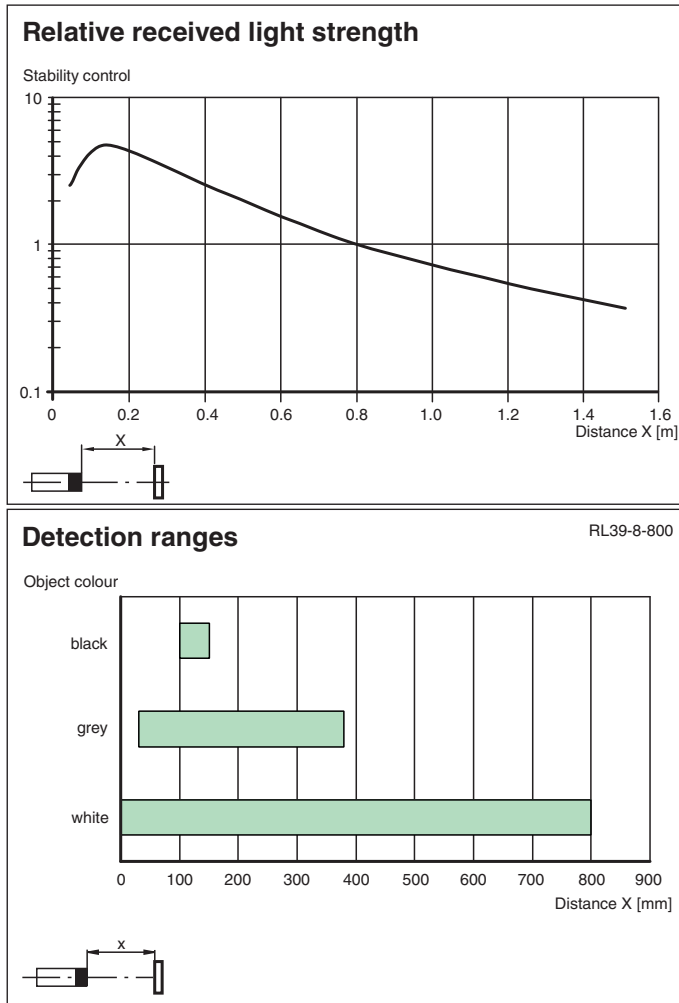 Relative received light strength
Stability control
10
1
0.1
0 0.2 0.4 0.6 0.8 1.0 1.2 1.4 1.6
Distance X [m]
X
Detection ranges
RL39-8-800
Object colour
black
grey
white
0 100 200 300 400 500 600 700 800 900
Distance X [mm]
x